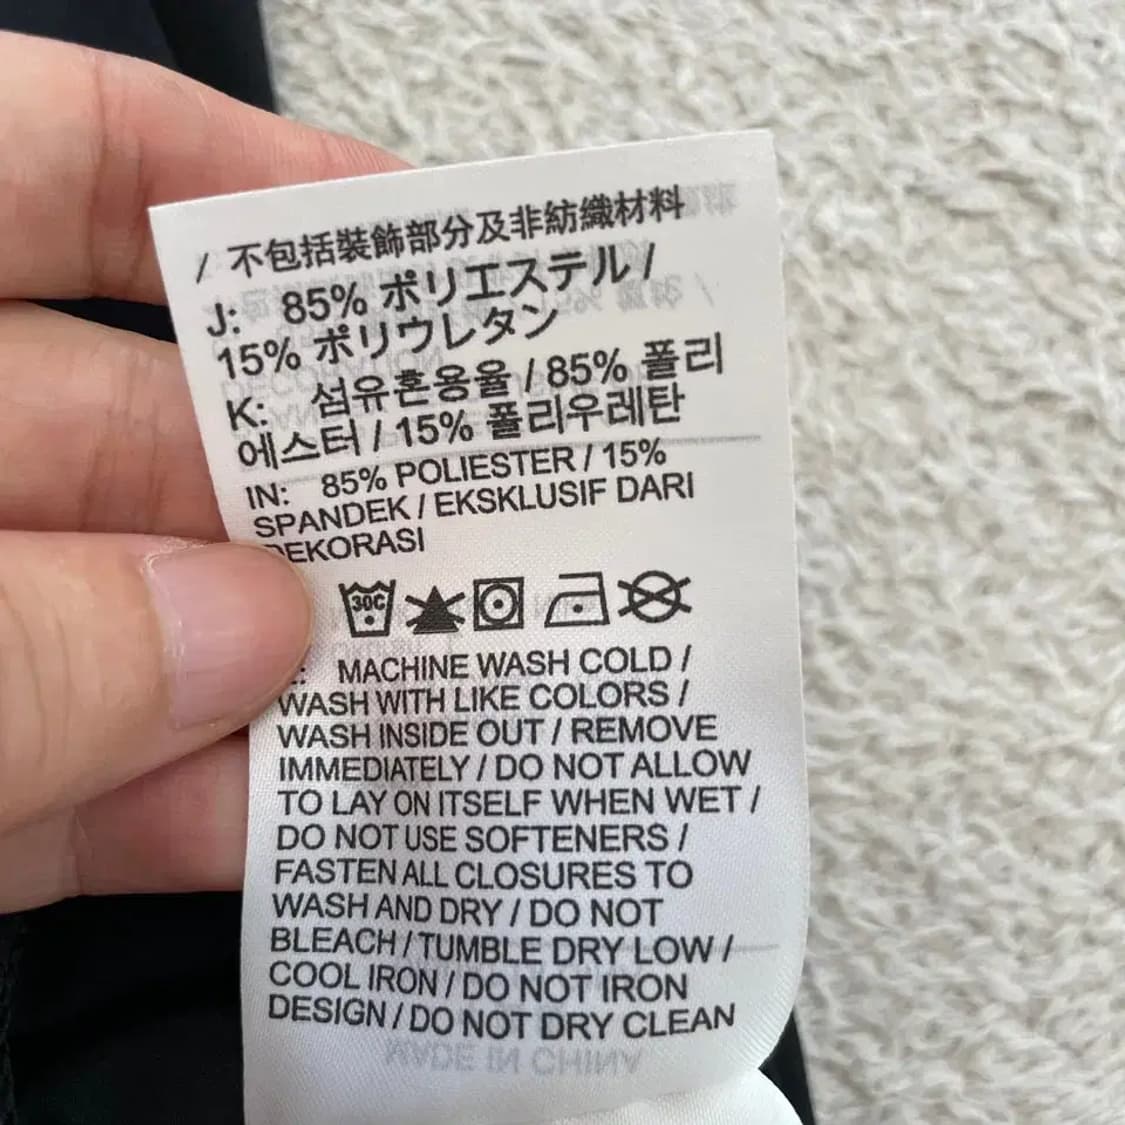 / 不包括裝飾部分及非紡織材料
J: 85% ポリエステル /
15% ポリウレタン
K: 섬유혼용율 / 85% 폴리
에스터 / 15% 폴리우레탄
IN: 85% POLIESTER / 15%
SPANDEK / EKSKLUSIF DARI
DEKORASI
30C
MACHINE WASH COLD /
WASH WITH LIKE COLORS /
WASH INSIDE OUT / REMOVE
IMMEDIATELY / DO NOT ALLOW
TO LAY ON ITSELF WHEN WET /
DO NOT USE SOFTENERS /
FASTEN ALL CLOSURES TO
WASH AND DRY / DO NOT
BLEACH / TUMBLE DRY LOW /
COOL IRON / DO NOT IRON
DESIGN / DO NOT DRY CLEAN
MADE IN CHINA